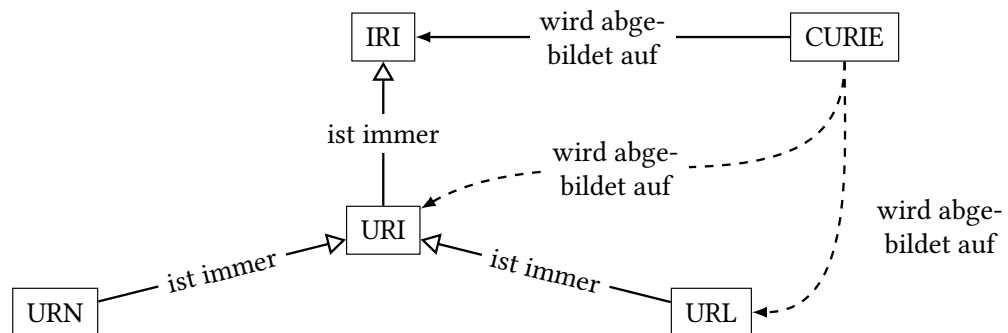 IRI
wird abge-
bildet auf
CURIE
ist immer
wird abge-
bildet auf
wird abge-
bildet auf
URI
ist immer
ist immer
URN
URL